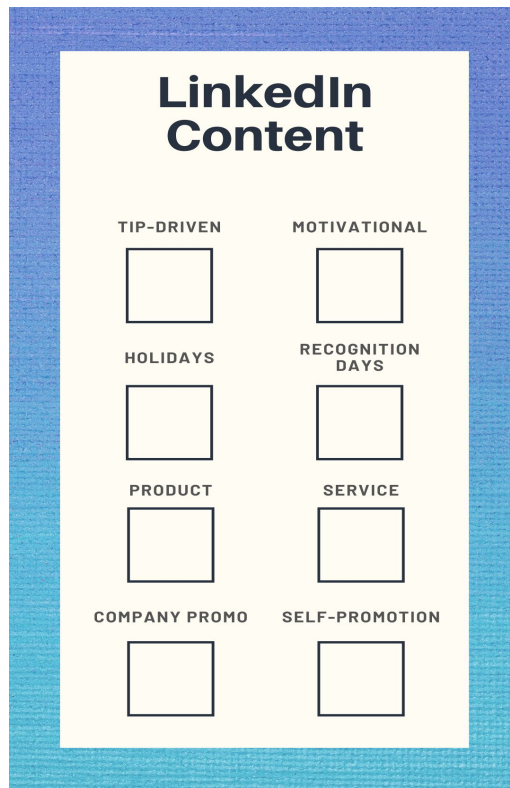 LinkedIn
Content
TIP-DRIVEN
MOTIVATIONAL
HOLIDAYS
RECOGNITION
DAYS
PRODUCT
SERVICE
COMPANY PROMO
SELF-PROMOTION